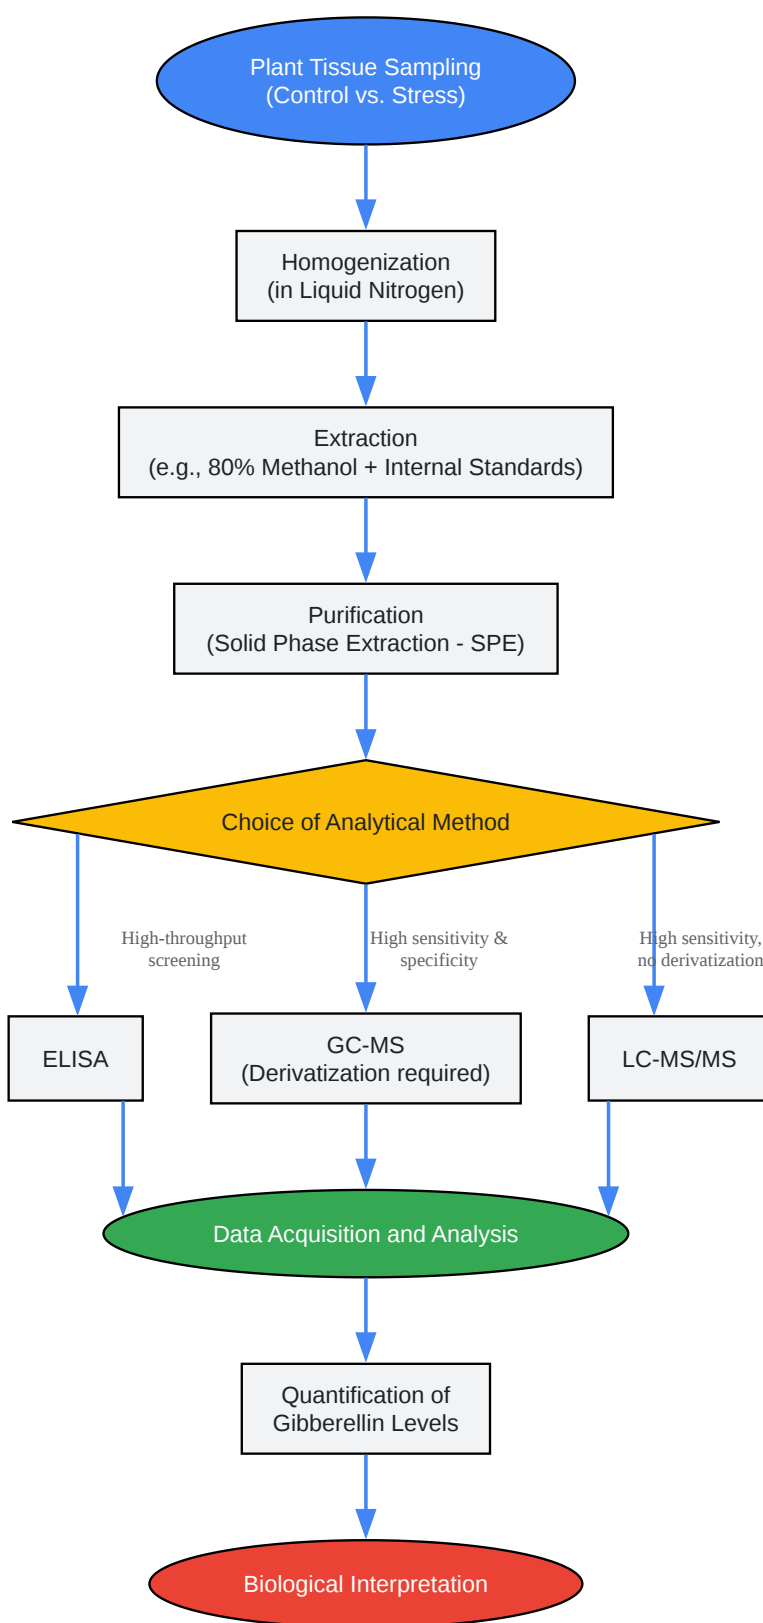 Plant Tissue Sampling
(Control vs. Stress)
Homogenization
(in Liquid Nitrogen)
Extraction
(e.g., 80% Methanol + Internal Standards)
Purification
(Solid Phase Extraction - SPE)
Choice of Analytical Method
High-throughput
screening
High sensitivity &
specificity
High sensitivity,
no derivatization
ELISA
GC-MS
(Derivatization required)
LC-MS/MS
Data Acquisition and Analysis
Quantification of
Gibberellin Levels
Biological Interpretation